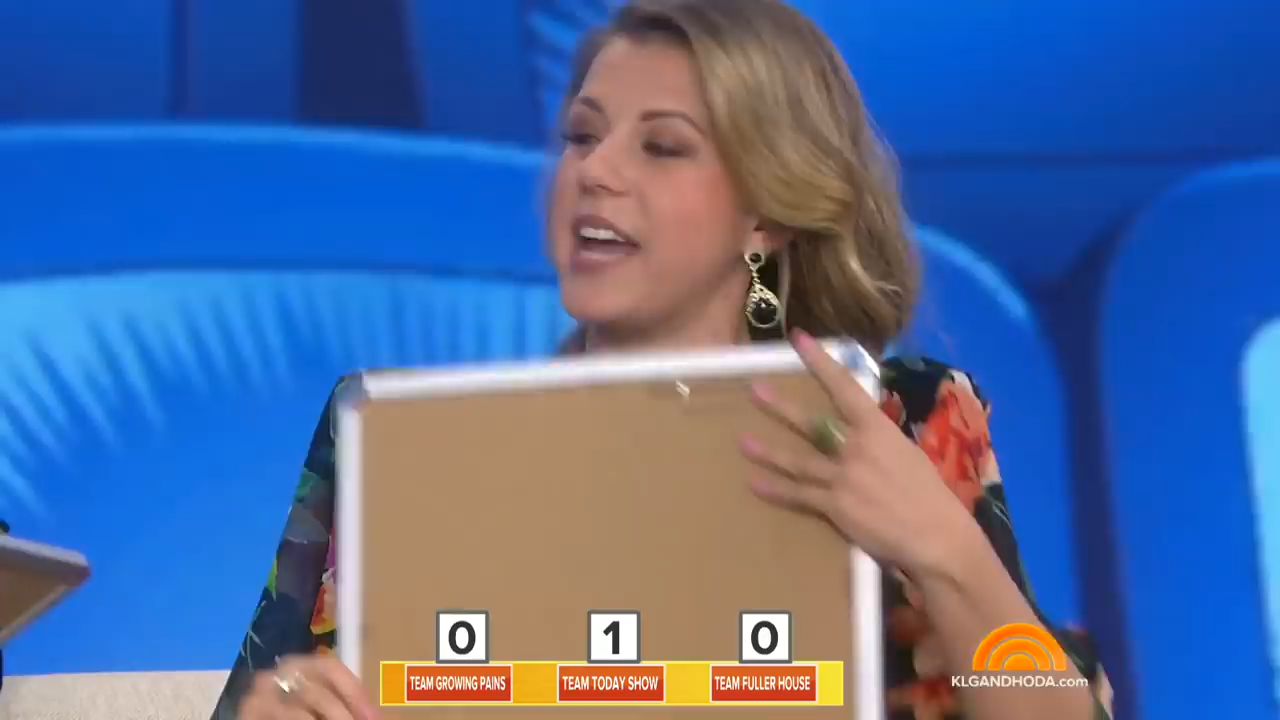 0 1 0
TEAM GROWING PAINS TEAM TODAY SHOW TEAM FULLER HOUSE
KLGANDHODA.com